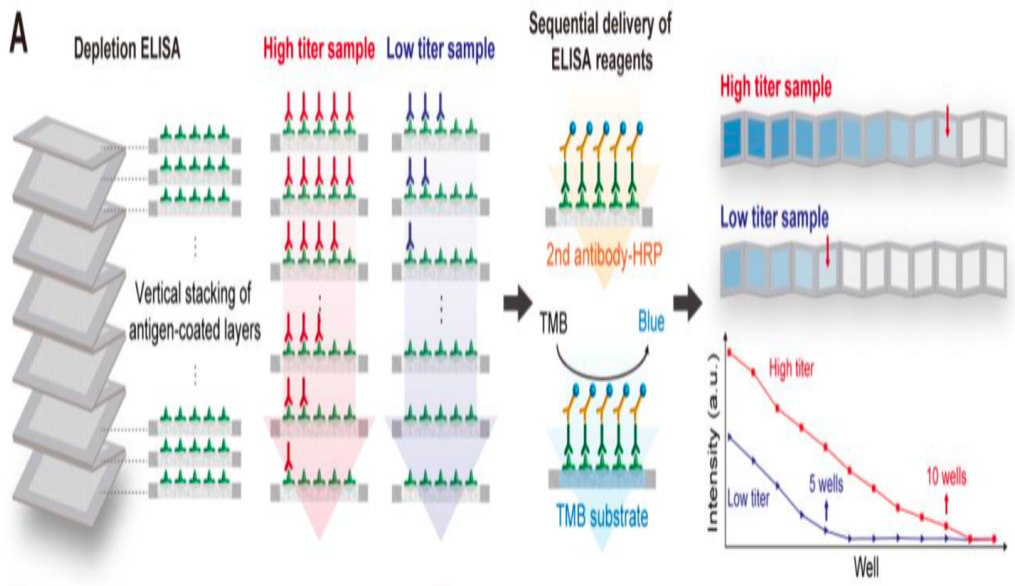 A
Depletion ELISA
High titer sample
Low titer sample
Sequential delivery of
ELISA reagents
Vertical stacking of
antigen-coated layers
2nd antibody-HRP
TMB
Blue
TMB substrate
High titer sample
Low titer sample
High titer
Low titer
5 wells
10 wells
Intensity (a.u.)
Well